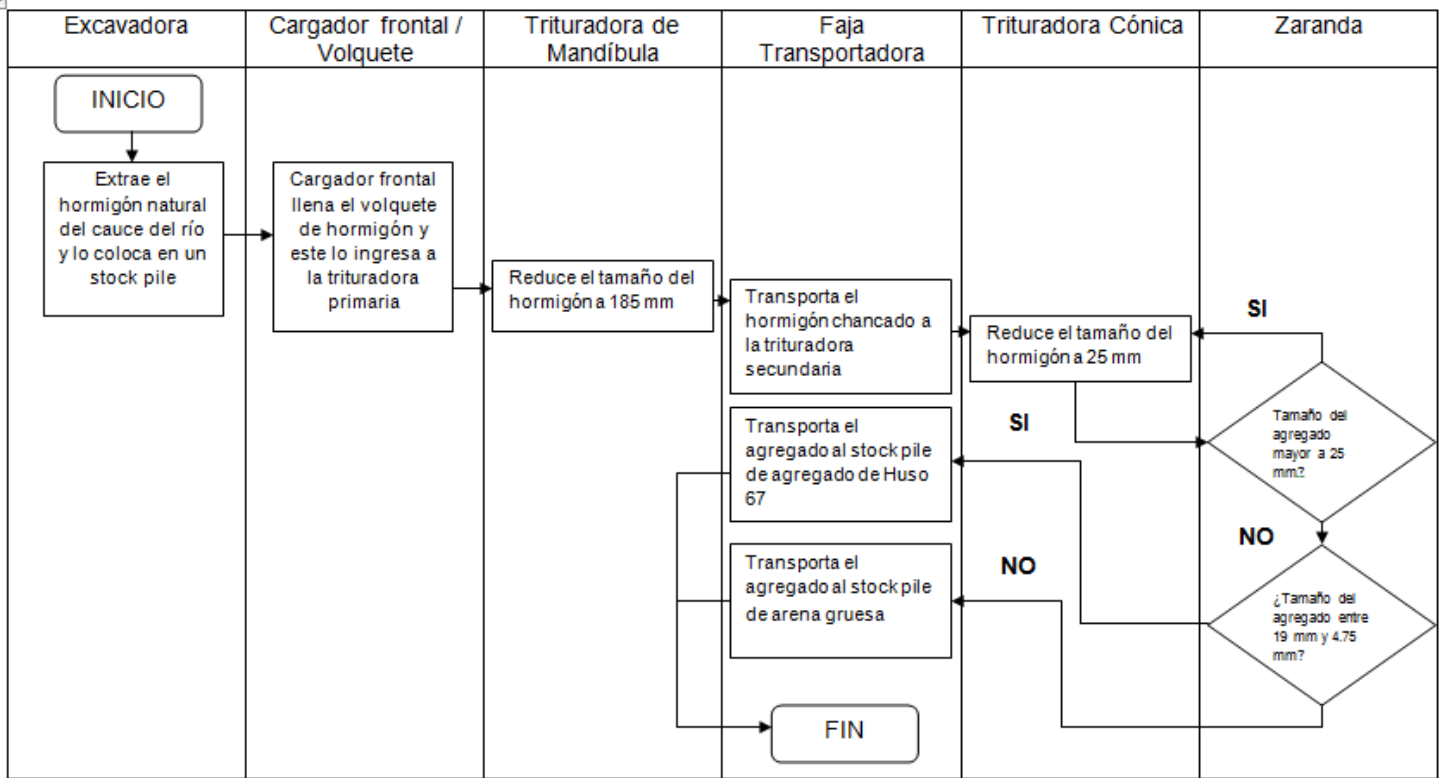 Excavadora
Cargador frontal /
Volquete
Trituradora de
Mandíbula
Faja
Transportadora
Trituradora Cónica
Zaranda
INICIO
Extrae el
hormigón natural
del cauce del río
y lo coloca en un
stock pile
Cargador frontal
llena el volquete
de hormigón y
este lo ingresa a
la trituradora
primaria
Reduce el tamaño del
hormigón a 185 mm
Transporta el
hormigón chancado a
la trituradora
secundaria
Reduce el tamaño del
hormigón a 25 mm
SI
Tamaño del
agregado
mayor a 25
mm?
SI
Transporta el
agregado al stock pile
de agregado de Huso
67
NO
¿Tamaño del
agregado entre
19 mm y 4.75
mm?
NO
Transporta el
agregado al stock pile
de arena gruesa
FIN